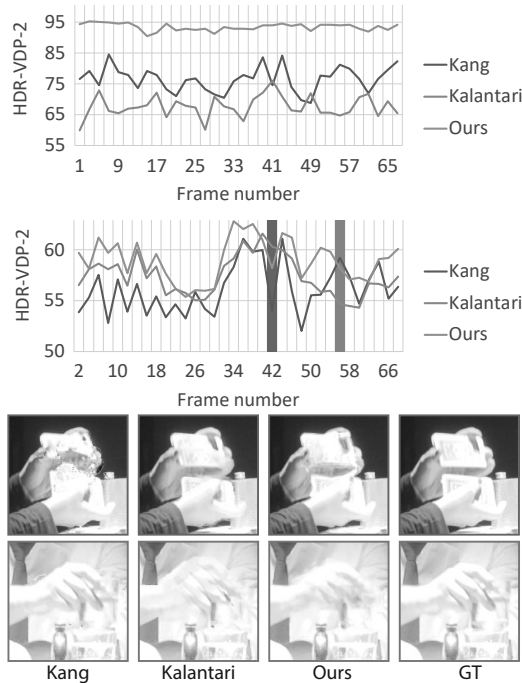 HDR-VDP-2
95
85
75
65
55
1 9 17 25 33 41 49 57 65
Frame number
Kang
Kalantari
Ours
HDR-VDP-2
60
55
50
2 10 18 26 34 42 50 58 66
Frame number
Kang
Kalantari
Ours
Kang Kalantari Ours GT